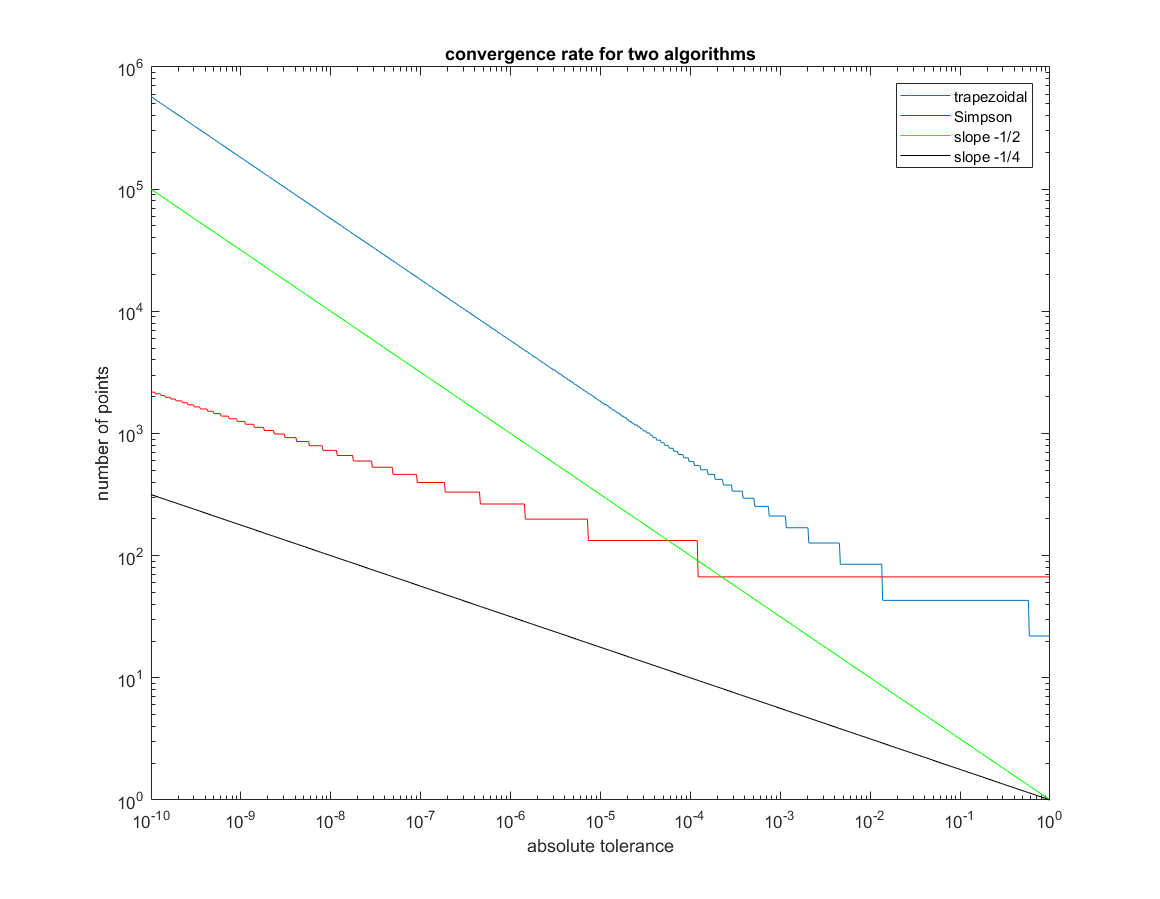 convergence rate for two algorithms
10^6
10^5
10^4
10^3
10^2
10^1
10^0
number of points
trapezoidal
Simpson
slope -1/2
slope -1/4
10^-10 10^-9 10^-8 10^-7 10^-6 10^-5 10^-4 10^-3 10^-2 10^-1 10^0
absolute tolerance